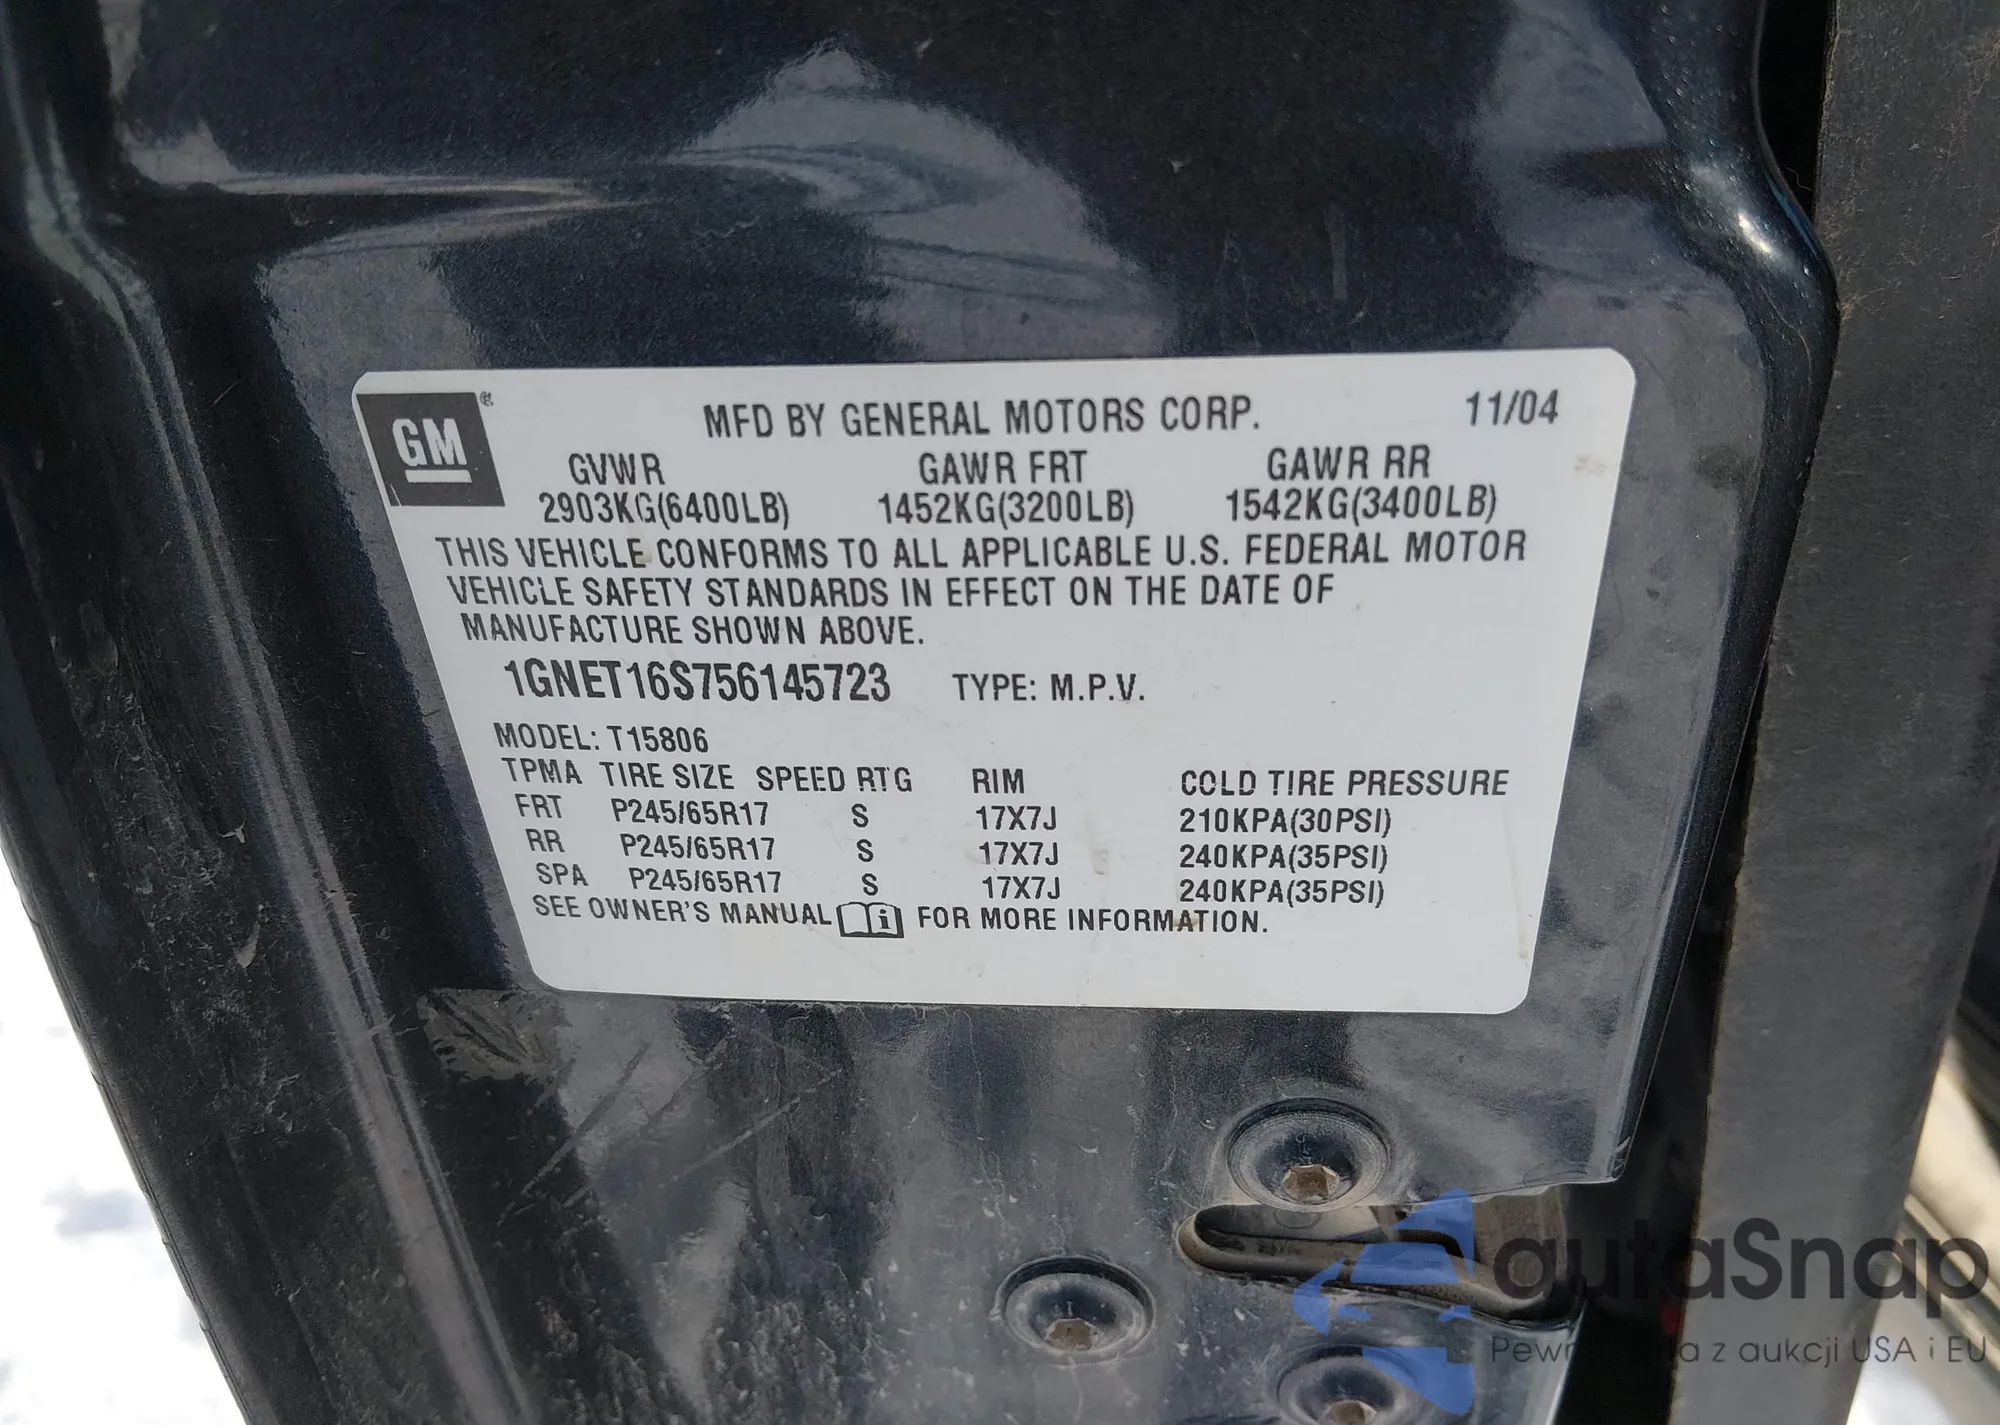 GM
MFD BY GENERAL MOTORS CORP. 11/04
GVWR GAWR FRT GAWR RR
2903KG(6400LB) 1452KG(3200LB) 1542KG(3400LB)
THIS VEHICLE CONFORMS TO ALL APPLICABLE U.S. FEDERAL MOTOR
VEHICLE SAFETY STANDARDS IN EFFECT ON THE DATE OF
MANUFACTURE SHOWN ABOVE.
1GNET16S756145723 TYPE: M.P.V.
MODEL: T15806
TPMA TIRE SIZE SPEED RTG RIM COLD TIRE PRESSURE
FRT P245/65R17 S 17X7J 210KPA(30PSI)
RR P245/65R17 S 17X7J 240KPA(35PSI)
SPA P245/65R17 S 17X7J 240KPA(35PSI)
SEE OWNER'S MANUAL FOR MORE INFORMATION.
autaSnap
z aukcji USA i EU